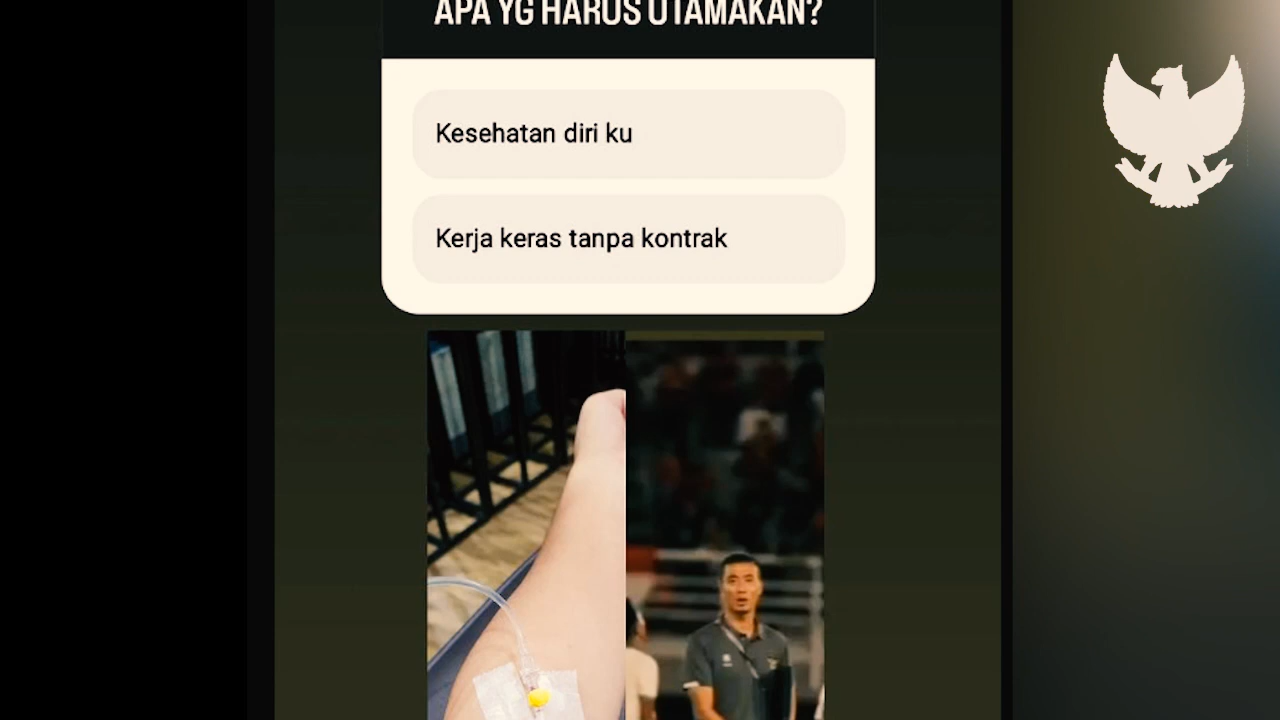 APA YG HARUS UTAMAKAN?
Kesehatan diri ku
Kerja keras tanpa kontrak